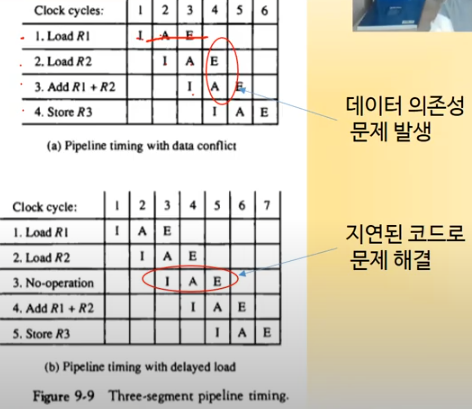 Clock cycles: 1 2 3 4 5 6
1. Load R1 I A E
2. Load R2 I A E
3. Add R1 + R2 I A E
4. Store R3 I A E
(a) Pipeline timing with data conflict
데이터 의존성
문제 발생
Clock cycle: 1 2 3 4 5 6 7
1. Load R1 I A E
2. Load R2 I A E
3. No-operation I A E
4. Add R1 + R2 I A E
5. Store R3 I A E
(b) Pipeline timing with delayed load
지연된 코드로
문제 해결
Figure 9-9 Three-segment pipeline timing.